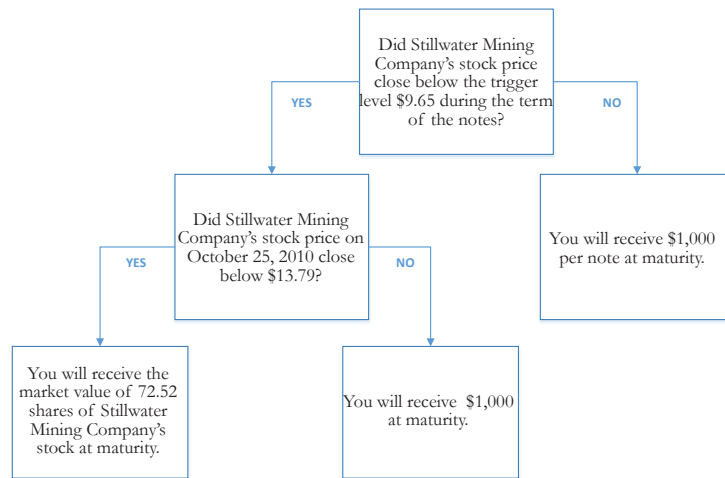 Did Stillwater Mining
Company's stock price
close below the trigger
level $9.65 during the term
of the notes?
YES
NO
Did Stillwater Mining
Company's stock price on
October 25, 2010 close
below $13.79?
You will receive $1,000
per note at maturity.
YES
NO
You will receive the
market value of 72.52
shares of Stillwater
Mining Company's
stock at maturity.
You will receive $1,000
at maturity.